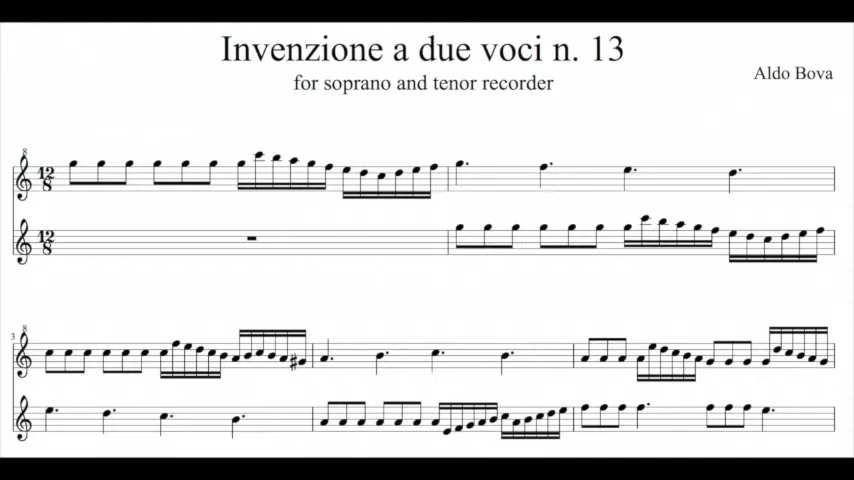 Invenzione a due voci n. 13
for soprano and tenor recorder
Aldo Bova
8
12
8
12
8
8
3